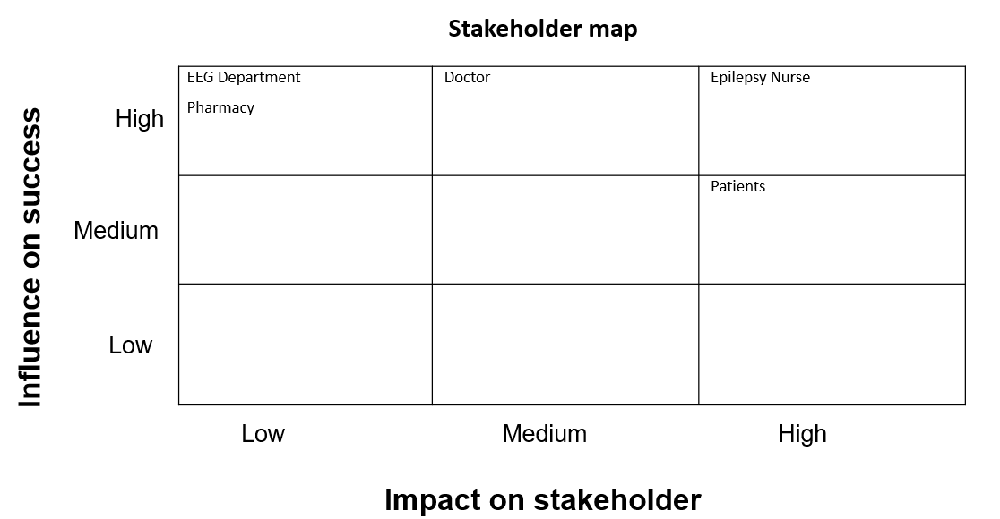 Stakeholder map
Influence on success
High
EEG Department
Pharmacy
Doctor
Epilepsy Nurse
Medium
Patients
Low
Low
Medium
High
Impact on stakeholder